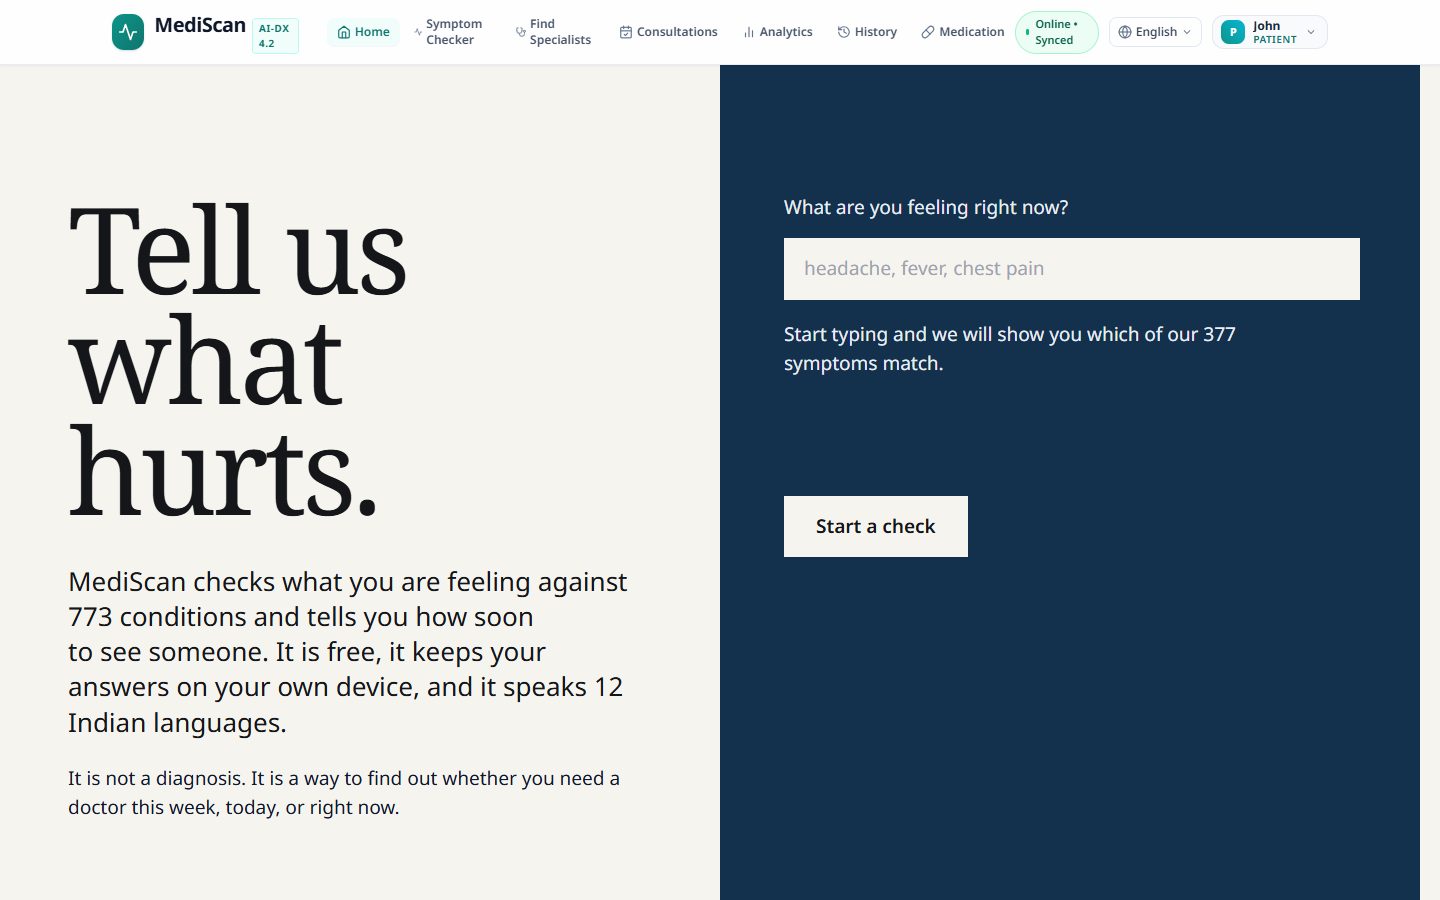 MediScan
AI-DX
4.2
Home
Symptom
Checker
Find
Specialists
Consultations
Analytics
History
Medication
Online •
Synced
English
P
John
PATIENT
Tell us
what
hurts.
MediScan checks what you are feeling against
773 conditions and tells you how soon
to see someone. It is free, it keeps your
answers on your own device, and it speaks 12
Indian languages.
It is not a diagnosis. It is a way to find out whether you need a
doctor this week, today, or right now.
What are you feeling right now?
headache, fever, chest pain
Start typing and we will show you which of our 377
symptoms match.
Start a check